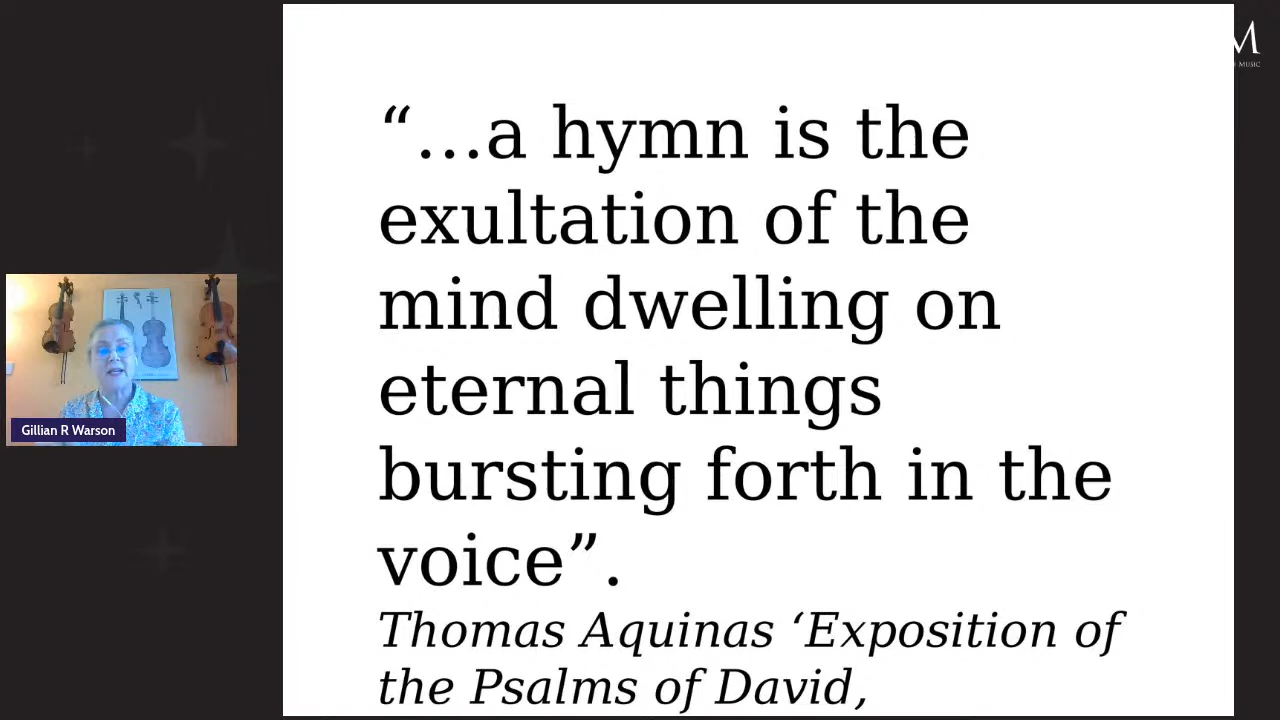 “…a hymn is the
exultation of the
mind dwelling on
eternal things
bursting forth in the
voice”.
Thomas Aquinas ‘Exposition of
the Psalms of David,
Gillian R Warson
M
MUSIC